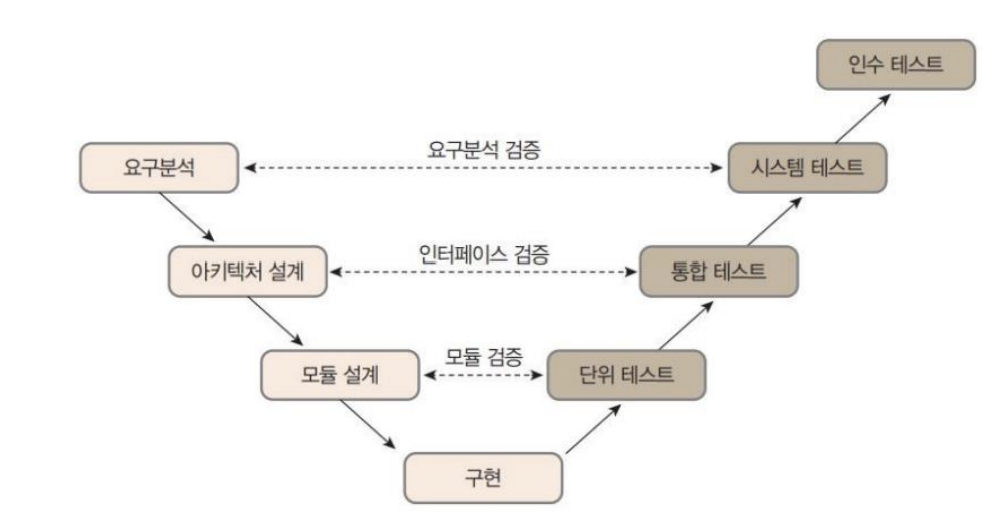 인수 테스트
요구분석 검증
요구분석
시스템 테스트
인터페이스 검증
아키텍처 설계
통합 테스트
모듈 검증
모듈 설계
단위 테스트
구현